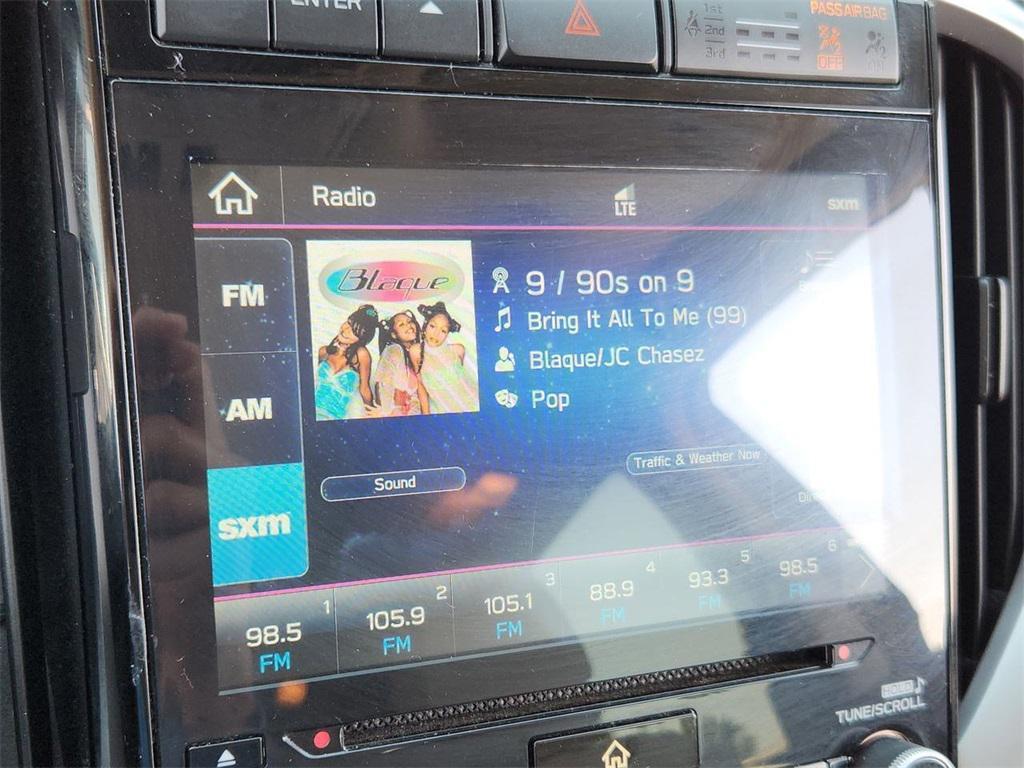 ENTER
1st
2nd
3rd
PASS AIR BAG
OFF
ON
Radio
LTE
sxm
FM
AM
sxm
Blaque
9 / 90s on 9
Bring It All To Me (99)
Blaque/JC Chasez
Pop
Sound
Traffic & Weather Now
1
98.5
FM
2
105.9
FM
3
105.1
FM
4
88.9
FM
5
93.3
FM
6
98.5
FM
HOLD
TUNE/SCROLL